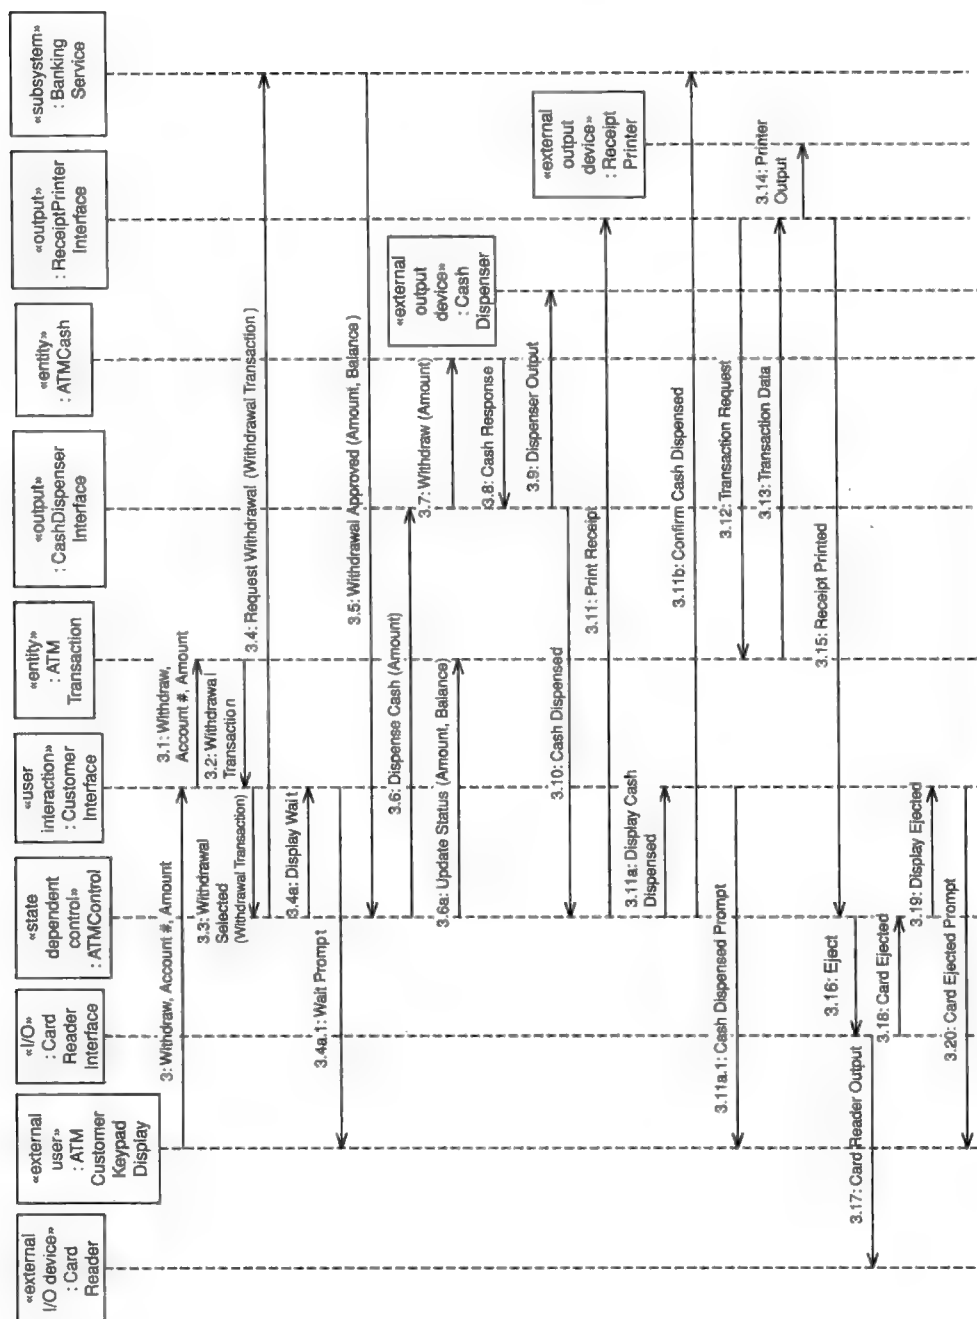 «external
I/O device»
: Card
Reader
«external
user»
: ATM
Customer
Keypad
Display
«I/O»
: Card
Reader
Interface
«state
dependent
control»
: ATMControl
«user
interaction»
: Customer
Interface
«entity»
: ATM
Transaction
«output»
: CashDispenser
Interface
«entity»
: ATMCash
«output»
: ReceiptPrinter
Interface
«subsystem»
: Banking
Service
3: Withdraw, Account #, Amount
3.1: Withdraw,
Account #, Amount
3.2: Withdrawal
Transaction
3.3: Withdrawal
Selected
(Withdrawal Transaction)
3.4: Request Withdrawal (Withdrawal Transaction )
3.4a: Display Wait
3.4a.1: Wait Prompt
3.5: Withdrawal Approved (Amount, Balance )
3.6: Dispense Cash (Amount)
«external
output
device»
: Cash
Dispenser
3.7: Withdraw (Amount)
3.6a: Update Status (Amount, Balance)
3.8: Cash Response
3.9: Dispenser Output
3.10: Cash Dispensed
«external
output
device»
: Receipt
Printer
3.11: Print Receipt
3.11a: Display Cash
Dispensed
3.11b: Confirm Cash Dispensed
3.11a.1: Cash Dispensed Prompt
3.12: Transaction Request
3.13: Transaction Data
3.14: Printer
Output
3.15: Receipt Printed
3.16: Eject
3.17: Card Reader Output
3.18: Card Ejected
3.19: Display Ejected
3.20: Card Ejected Prompt